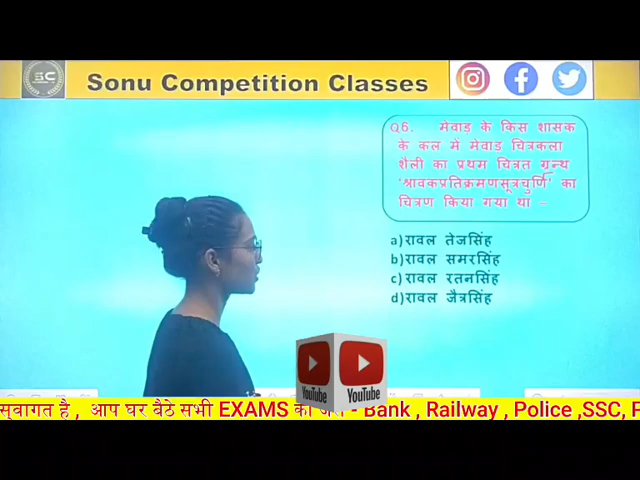 SC
Sonu Competition Classes
Q6. मेवाड के किस शासक
के कल में मेवाड चित्रकला
शैली का प्रथम चित्रत ग्रन्थ
'श्रावकप्रतिक्रमणसूत्रचुर्णि' का
चित्रण किया गया था -
a)रावल तेजसिंह
b)रावल समरसिंह
c)रावल रतनसिंह
d)रावल जैत्रसिंह
YouTube YouTube
स्वागत है , आप घर बैठे सभी EXAMS की - Bank , Railway , Police ,SSC,